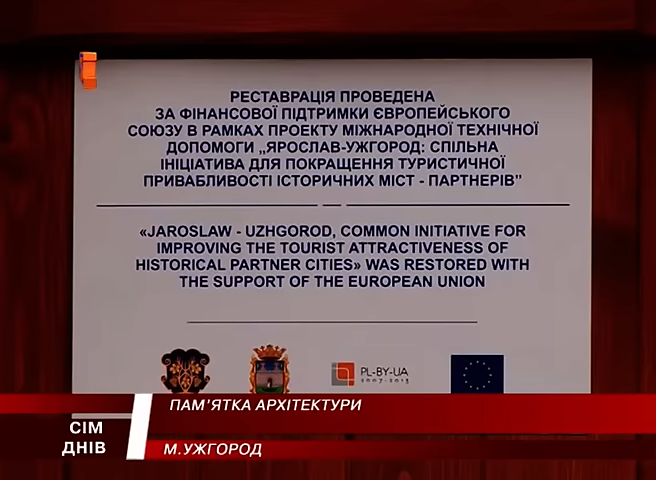 РЕСТАВРАЦІЯ ПРОВЕДЕНА
ЗА ФІНАНСОВОЇ ПІДТРИМКИ ЄВРОПЕЙСЬКОГО
СОЮЗУ В РАМКАХ ПРОЕКТУ МІЖНАРОДНОЇ ТЕХНІЧНОЇ
ДОПОМОГИ „ЯРОСЛАВ-УЖГОРОД: СПІЛЬНА
ІНІЦІАТИВА ДЛЯ ПОКРАЩЕННЯ ТУРИСТИЧНОЇ
ПРИВАБЛИВОСТІ ІСТОРИЧНИХ МІСТ - ПАРТНЕРІВ”
«JAROSLAW - UZHGOROD, COMMON INITIATIVE FOR
IMPROVING THE TOURIST ATTRACTIVENESS OF
HISTORICAL PARTNER CITIES» WAS RESTORED WITH
THE SUPPORT OF THE EUROPEAN UNION
PL-BY-UA
2007-2013
ПАМ'ЯТКА АРХІТЕКТУРИ
СІМ
ДНІВ
М.УЖГОРОД